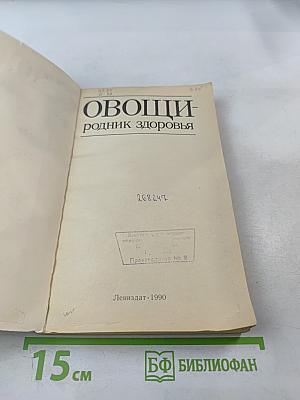 ОВОЩИ-
родник здоровья
268247
Лениздат · 1990
15 см
БФ БИБЛИОФАН